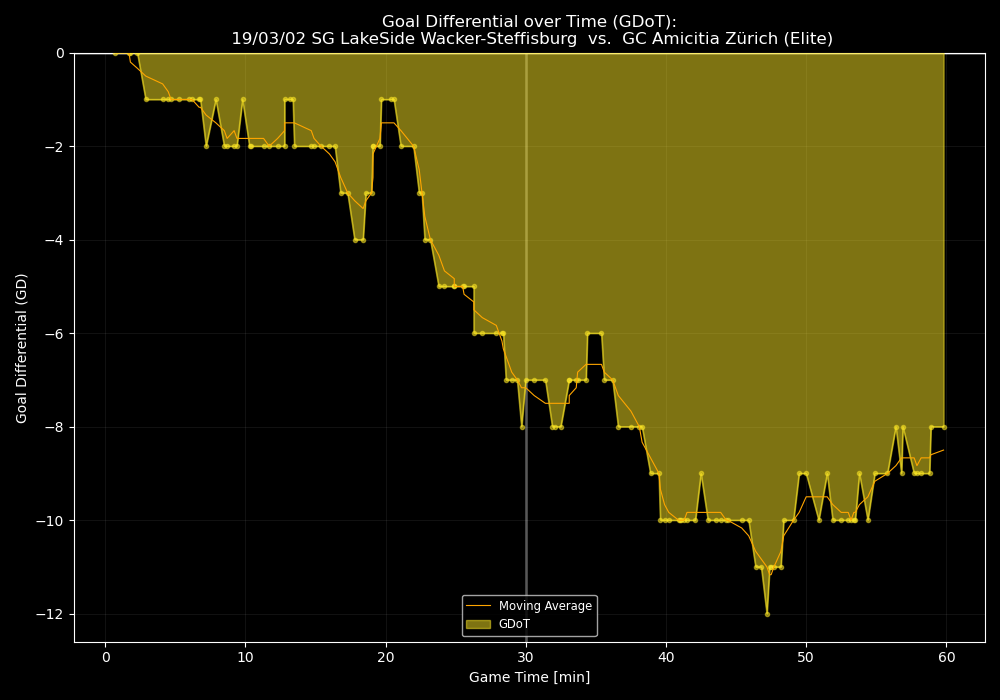 Goal Differential over Time (GDoT):
19/03/02 SG LakeSide Wacker-Steffisburg  vs.  GC Amicitia Zürich (Elite)
Goal Differential (GD)
0
−2
−4
−6
−8
−10
−12
Moving Average
GDoT
0 10 20 30 40 50 60
Game Time [min]